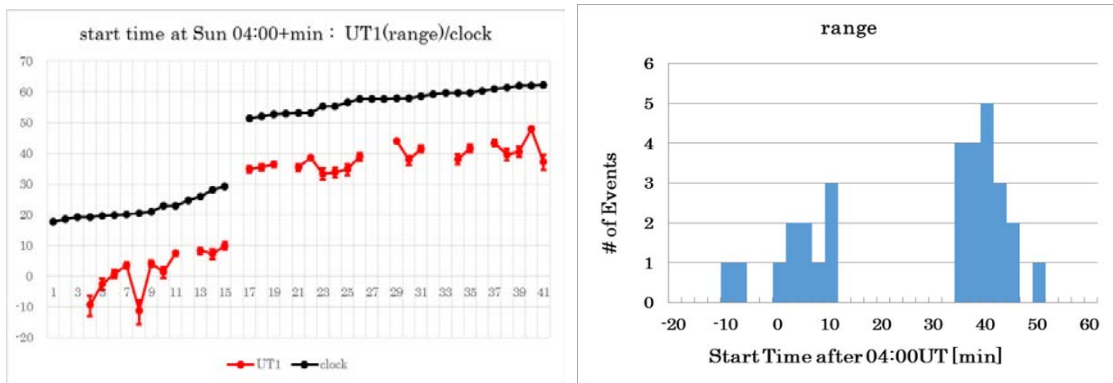 start time at Sun 04:00+min : UT1(range)/clock
70
60
50
40
30
20
10
0
-10
-20
1 3 5 7 9 11 13 15 17 19 21 23 25 27 29 31 33 35 37 39 41
UT1 clock
range
6
5
4
3
2
1
0
# of Events
-20 -10 0 10 20 30 40 50 60
Start Time after 04:00UT [min]